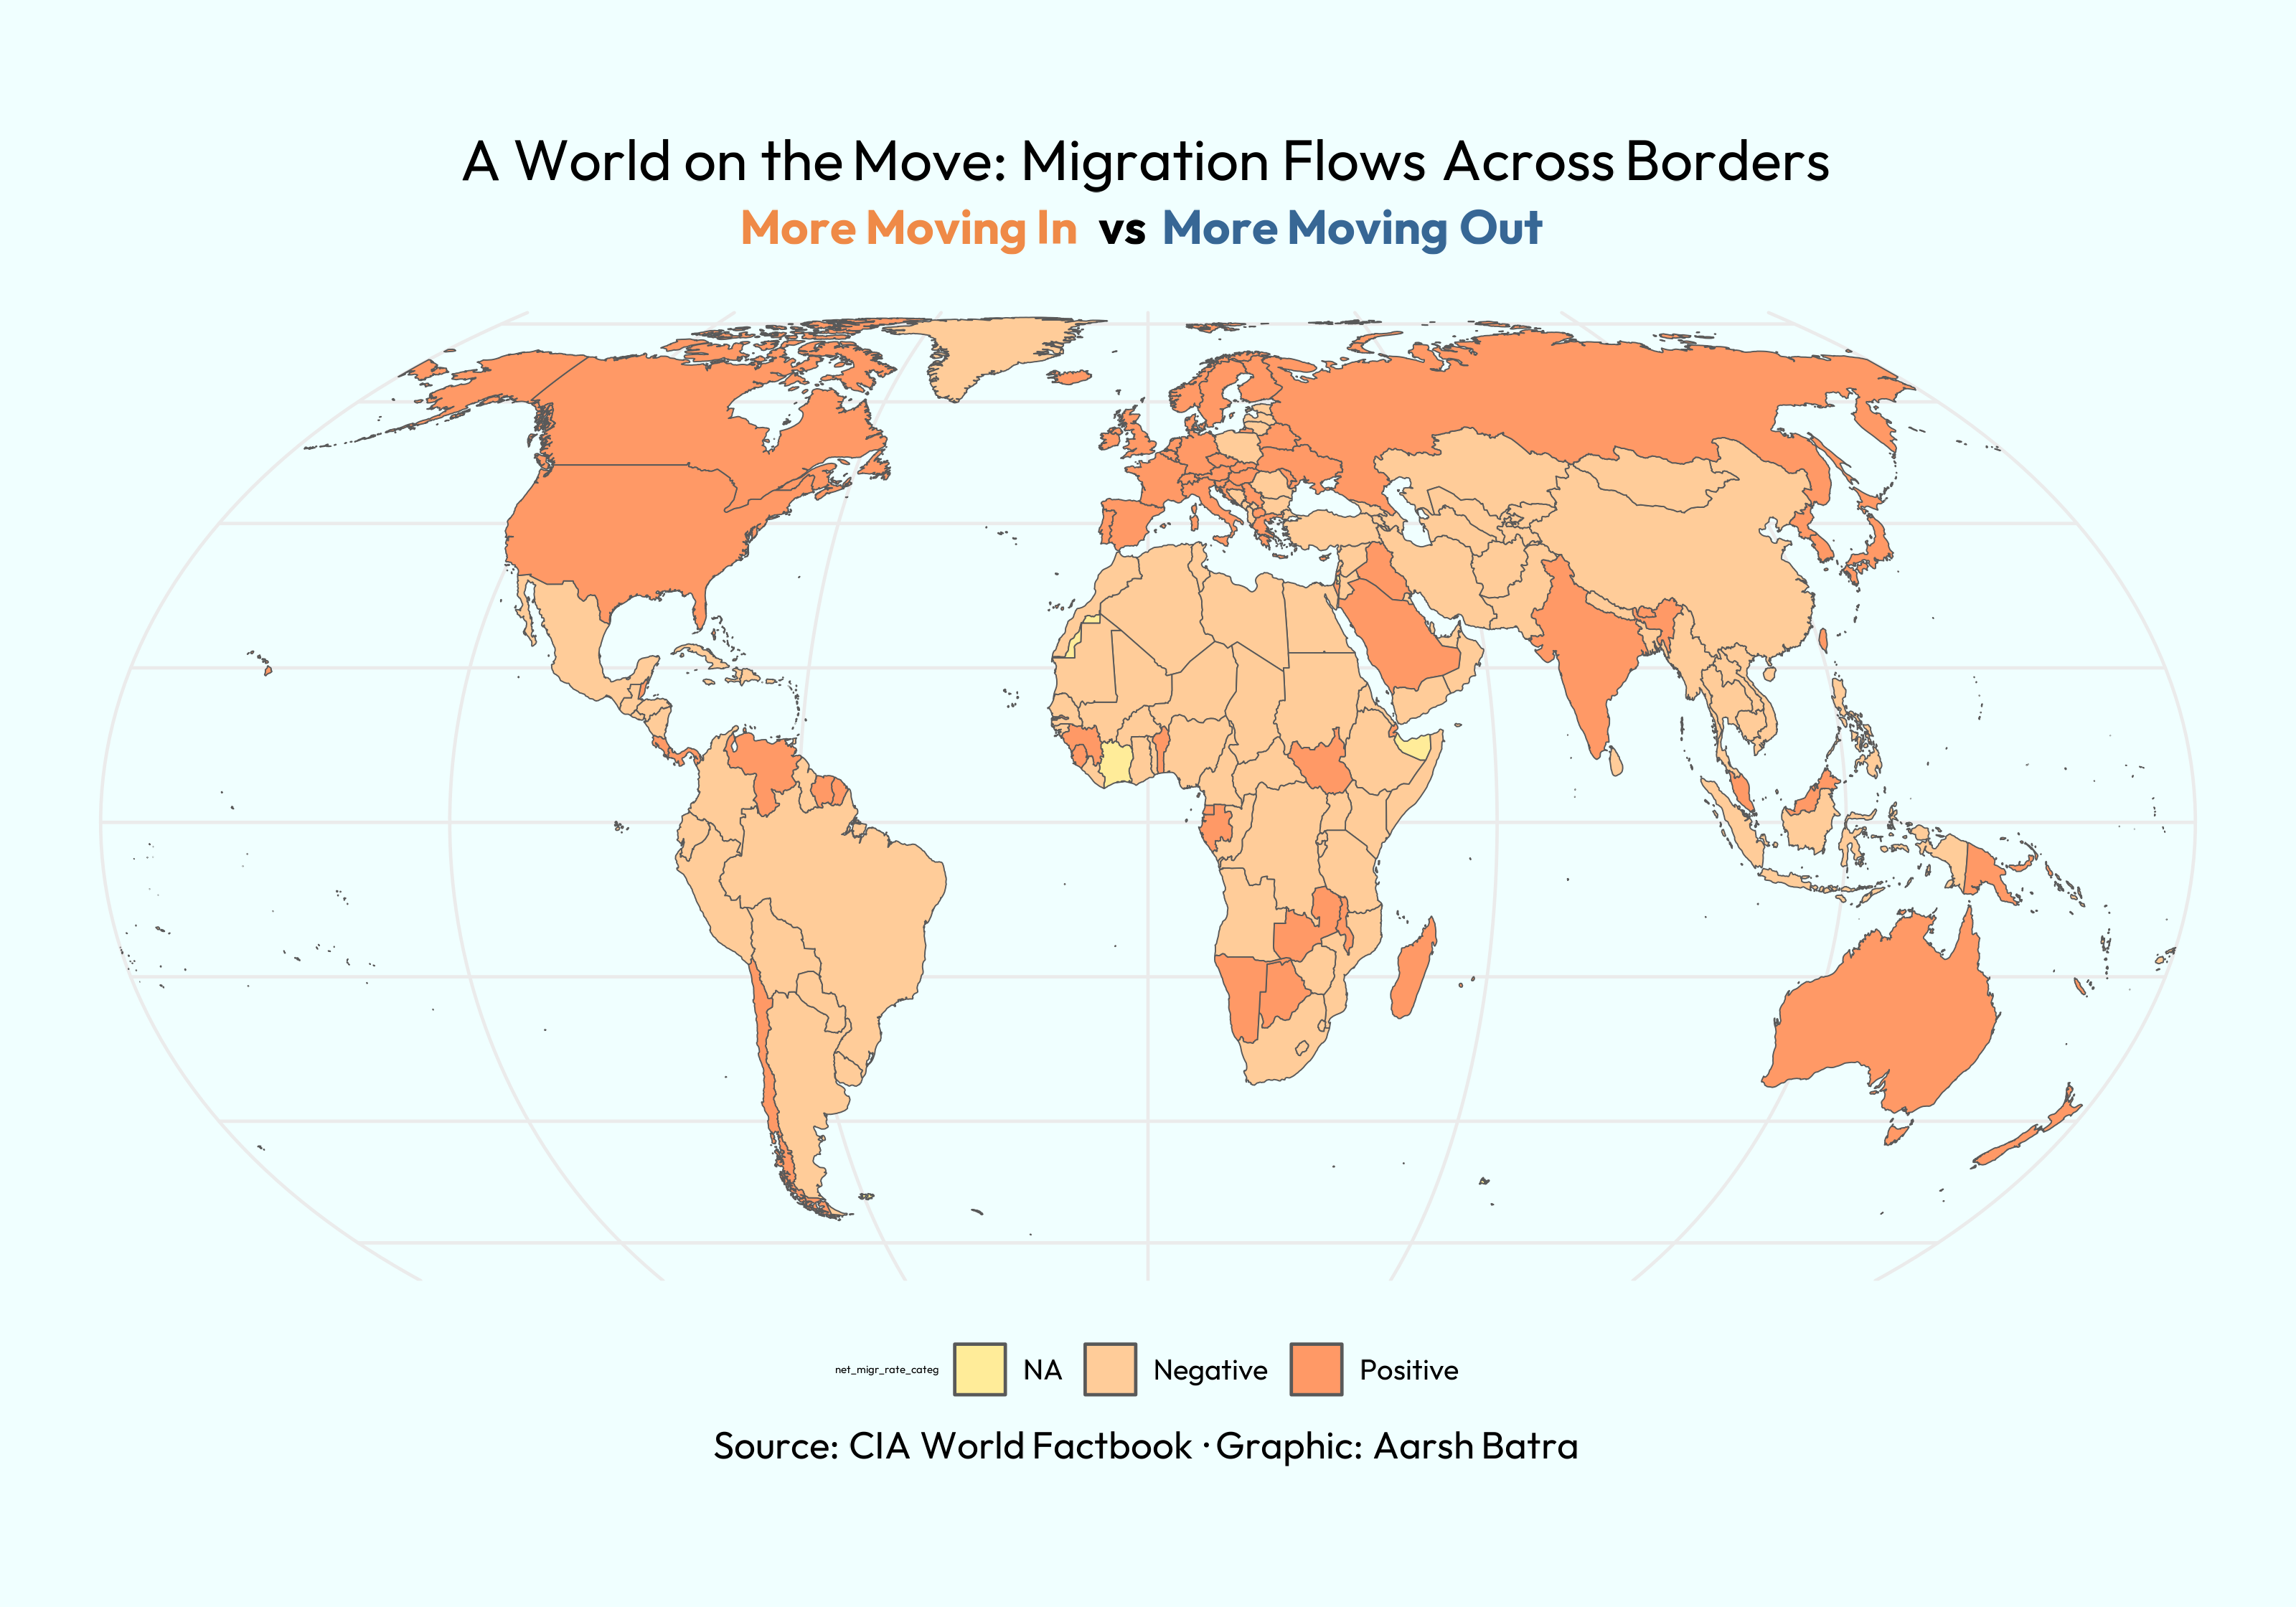 A World on the Move: Migration Flows Across Borders
More Moving In vs More Moving Out
net_migr_rate_categ NA Negative Positive
Source: CIA World Factbook · Graphic: Aarsh Batra